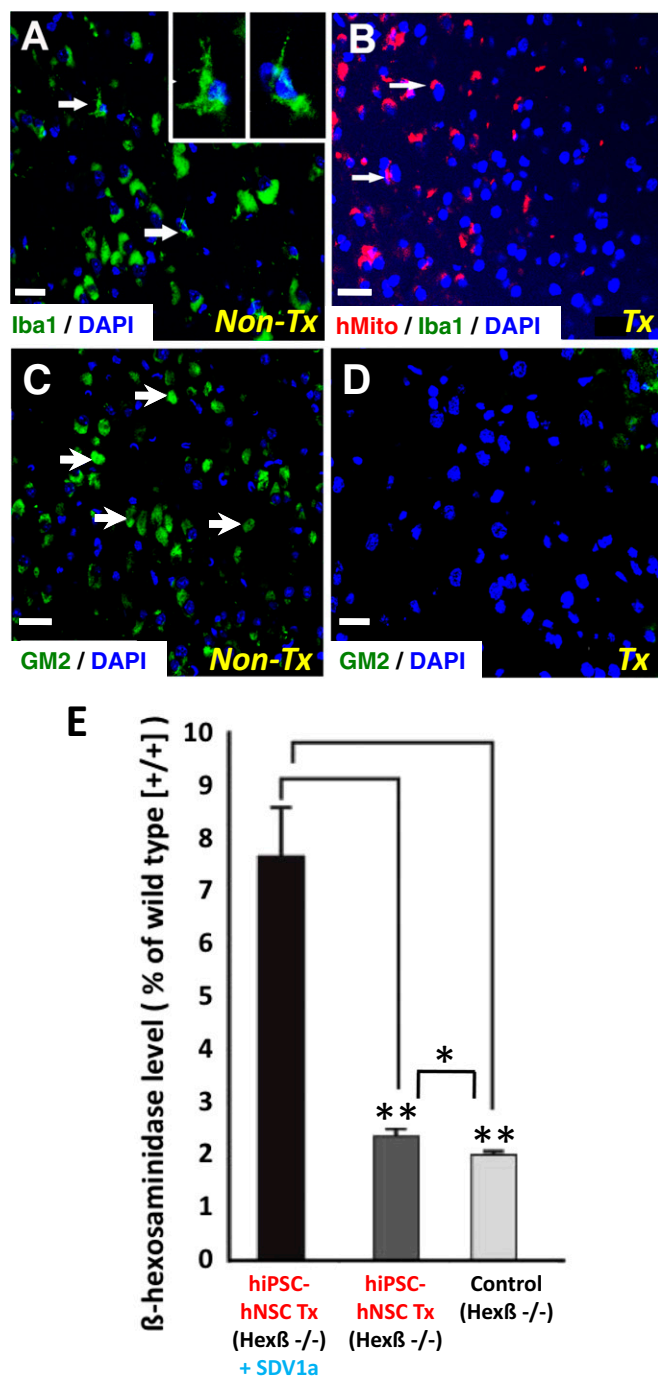 A
B
Iba1 / DAPI
Non-Tx
hMito / Iba1 / DAPI
Tx
C
D
GM2 / DAPI
Non-Tx
GM2 / DAPI
Tx
E
ß-hexosaminidase level ( % of wild type [+/+] )
10
9
8
7
6
5
4
3
2
1
0
*
**
**
hiPSC-
hNSC Tx
(Hexß -/-)
+ SDV1a
hiPSC-
hNSC Tx
(Hexß -/-)
Control
(Hexß -/-)